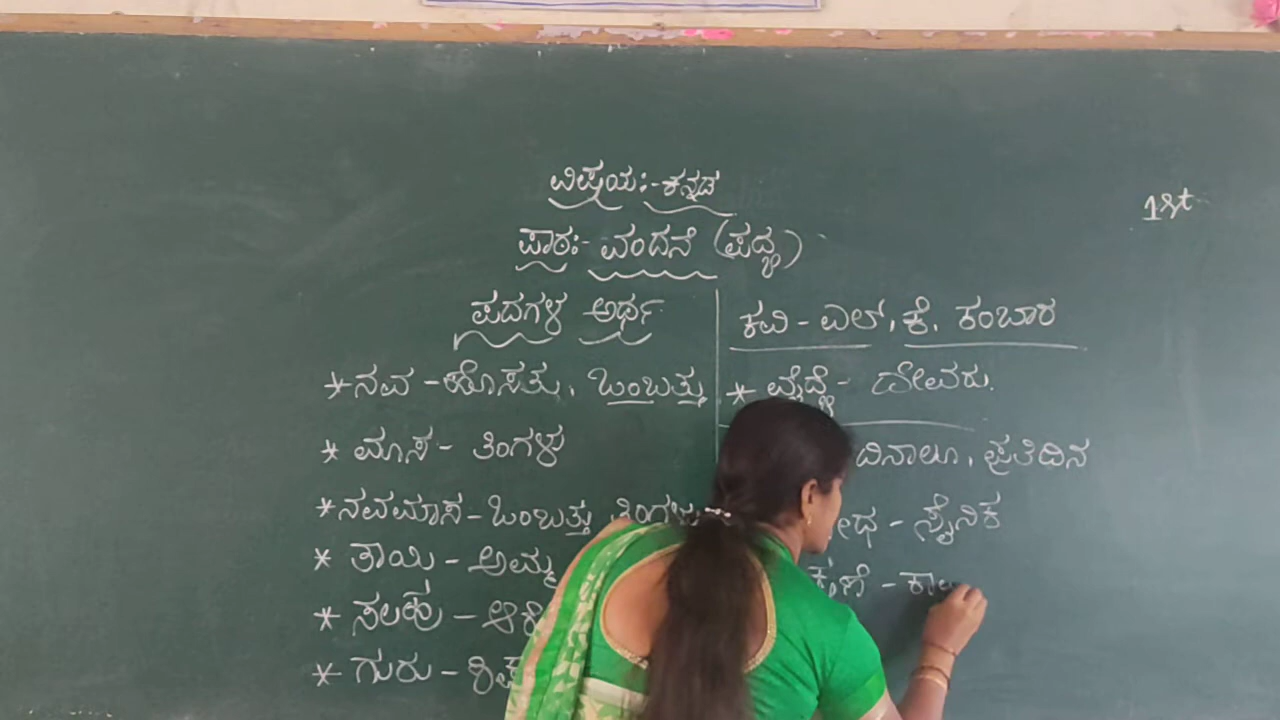 ವಿಷಯ:-ಕನ್ನಡ
1st
ಪಾಠ:- ವಂದನೆ (ಪದ್ಯ)
ಪದಗಳ ಅರ್ಥ
* ನವ - ಹೊಸತು, ಒಂಬತ್ತು
* ಮಾಸ - ತಿಂಗಳು
* ನವಮಾಸ - ಒಂಬತ್ತು ತಿಂಗಳು
* ತಾಯಿ - ಅಮ್ಮ
* ಸಲಹು -
* ಗುರು -
ಕವಿ - ಎಲ್. ಕೆ. ಕಂಬಾರ
* - ದೇವರು.
ದಿನಾಲೂ, ಪ್ರತಿದಿನ
- ಸೈನಿಕ